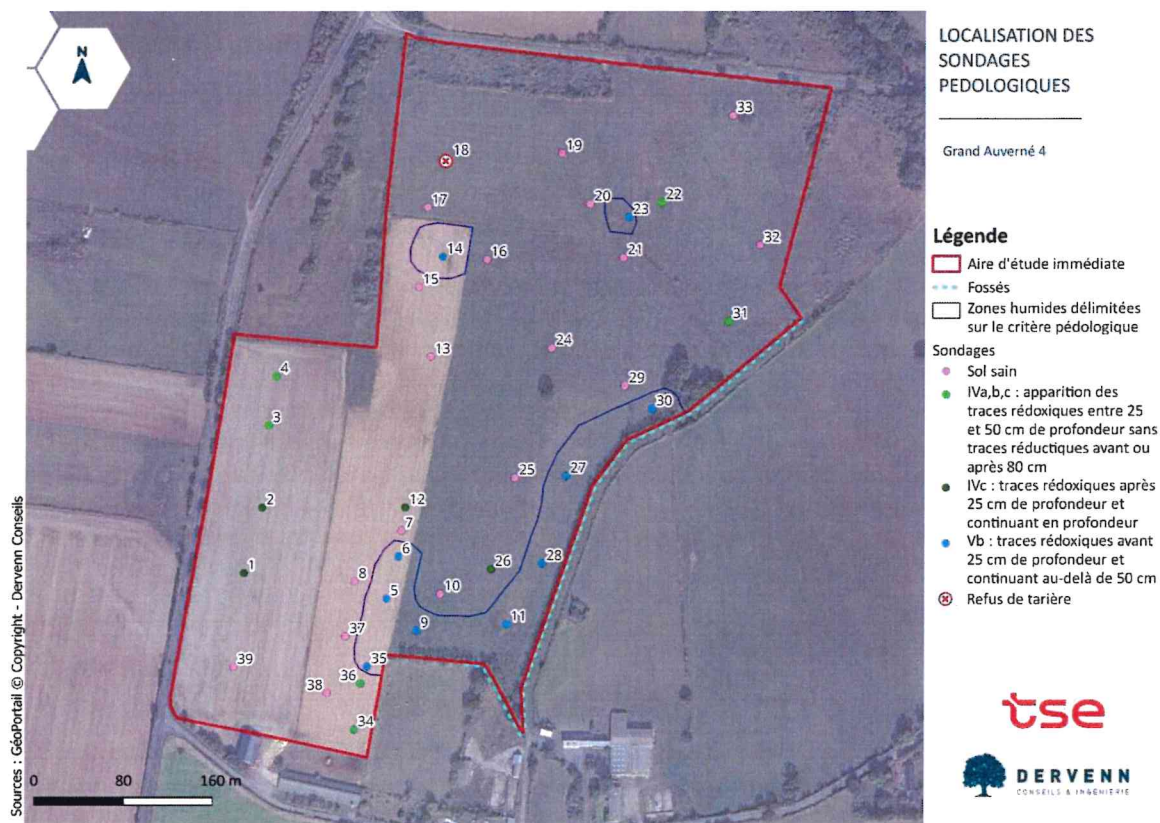 LOCALISATION DES
SONDAGES
PEDOLOGIQUES
Grand Auverné 4
N
33
19
18
20
22
17
23
32
14
16
21
15
31
24
13
29
4
30
3
25
27
2
12
7
6
26
28
1
8
10
5
11
9
37
39
35
36
38
34
Légende
Aire d'étude immédiate
Fossés
Zones humides délimitées
sur le critère pédologique
Sondages
Sol sain
IVa,b,c : apparition des
traces rédoxiques entre 25
et 50 cm de profondeur sans
traces réductiques avant ou
après 80 cm
IVc : traces rédoxiques après
25 cm de profondeur et
continuant en profondeur
Vb : traces rédoxiques avant
25 cm de profondeur et
continuant au-delà de 50 cm
Refus de tarière
Sources : GéoPortail © Copyright - Dervenn Conseils
0 80 160 m
tse
DERVENN
CONSEILS & INGÉNIERIE